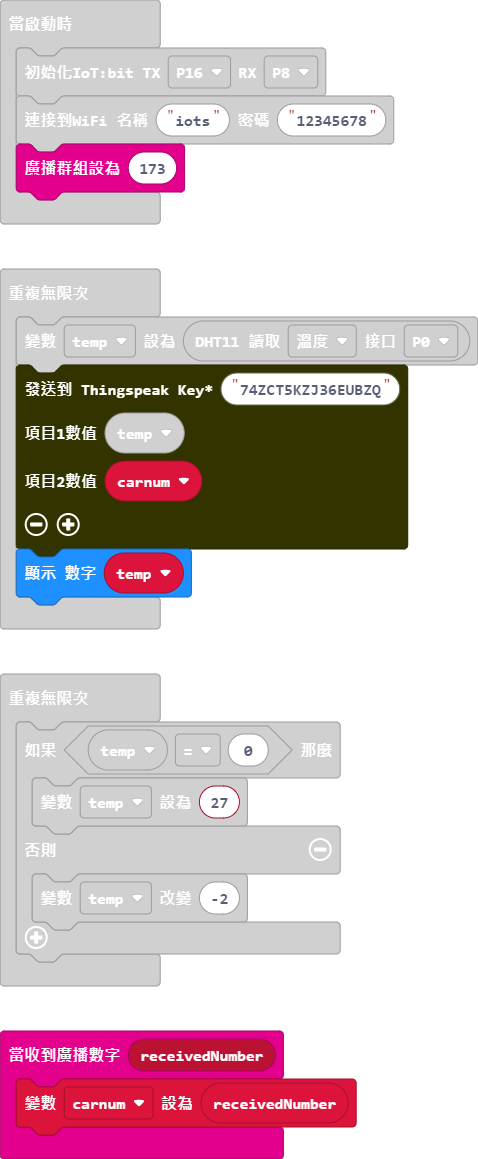 當啟動時
初始化IoT:bit TX P16 RX P8
連接到WiFi 名稱 "iots" 密碼 "12345678"
廣播群組設為 173
重複無限次
變數 temp 設為 DHT11 讀取 溫度 接口 P0
發送到 Thingspeak Key* "74ZCT5KZJ36EUBZQ"
項目1數值 temp
項目2數值 carnum
顯示 數字 temp
重複無限次
如果 temp = 0 那麼
變數 temp 設為 27
否則
變數 temp 改變 -2
當收到廣播數字 receivedNumber
變數 carnum 設為 receivedNumber